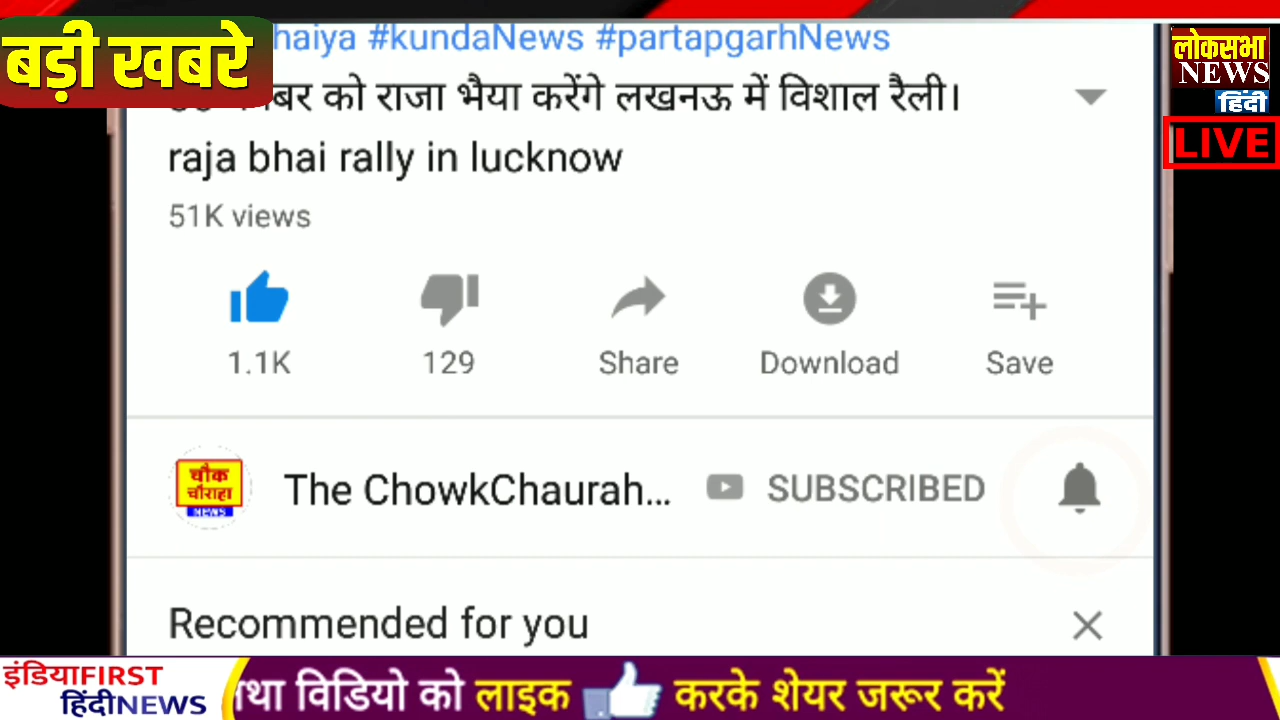 बड़ी खबरे
haiya #kundaNews #partapgarhNews
को राजा भैया करेंगे लखनऊ में विशाल रैली।
raja bhai rally in lucknow
51K views
1.1K
129
Share
Download
Save
चौक
चौराहा
NEWS
The ChowkChaurah...
SUBSCRIBED
Recommended for you
लोकसभा
NEWS
हिंदी
LIVE
इंडियाFIRST
हिंदीNEWS
था विडियो को लाइक करके शेयर जरूर करें